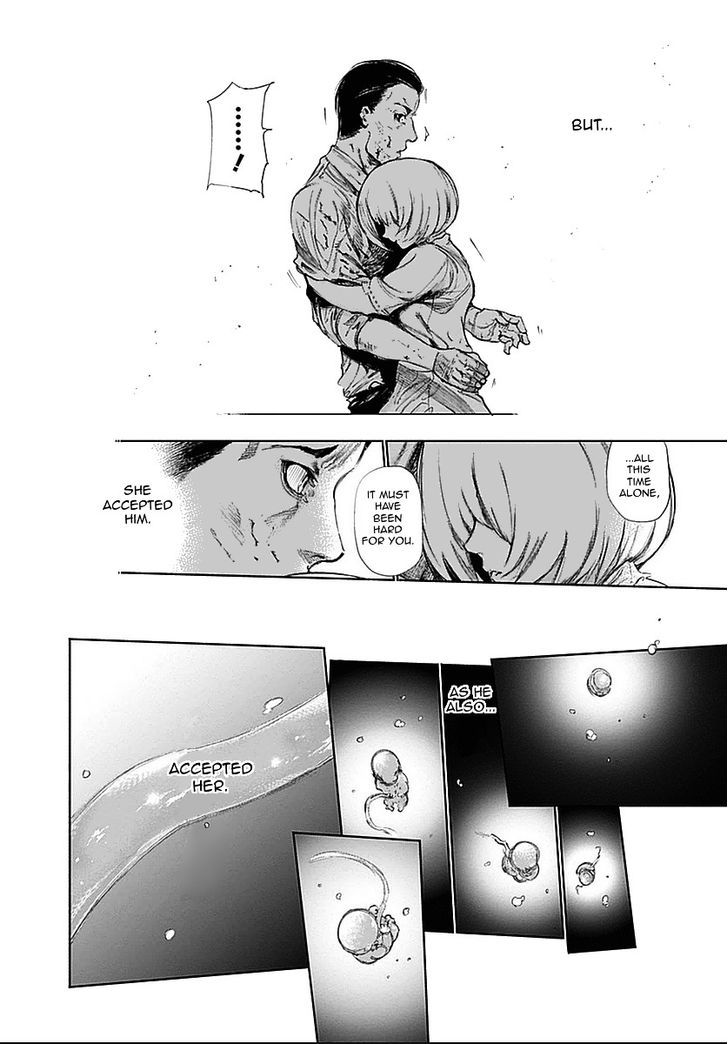 BUT...
.......!
...ALL
THIS
TIME
ALONE,
IT MUST
HAVE
BEEN
HARD
FOR YOU.
SHE
ACCEPTED
HIM.
AS HE
ALSO...
ACCEPTED
HER.